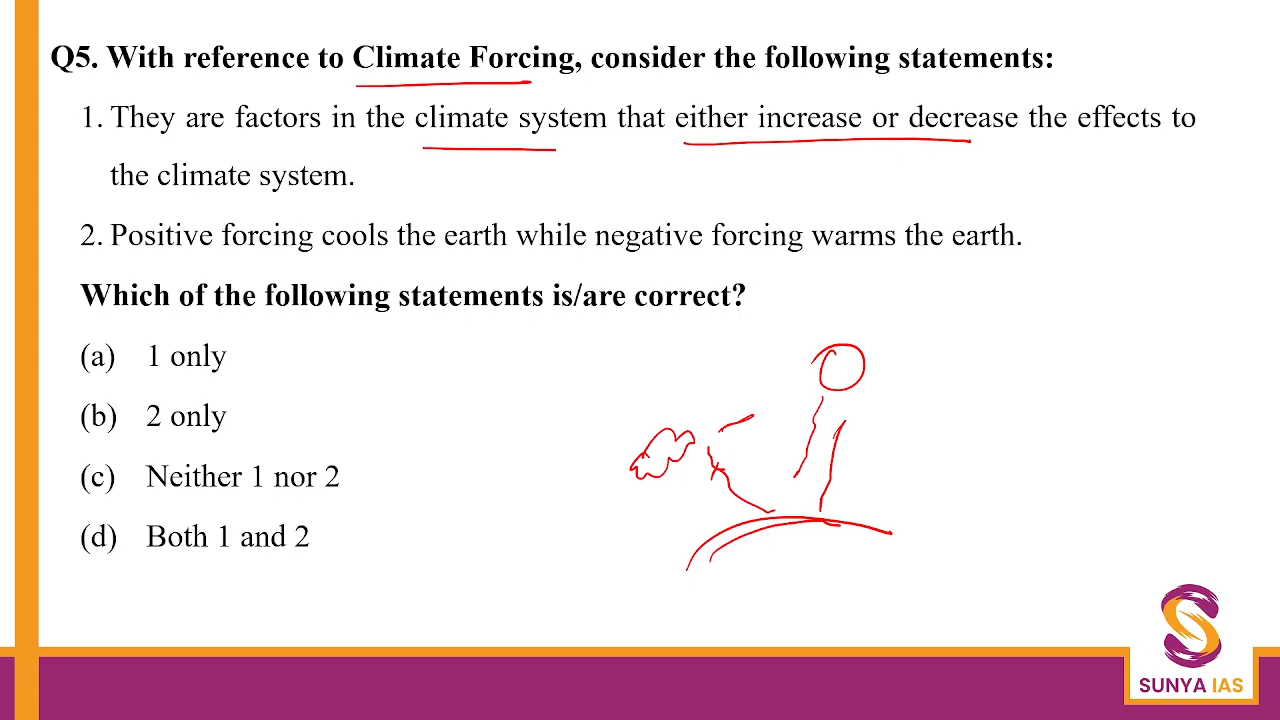 Q5. With reference to Climate Forcing, consider the following statements:
1. They are factors in the climate system that either increase or decrease the effects to
the climate system.
2. Positive forcing cools the earth while negative forcing warms the earth.
Which of the following statements is/are correct?
(a) 1 only
(b) 2 only
(c) Neither 1 nor 2
(d) Both 1 and 2
SUNYA IAS